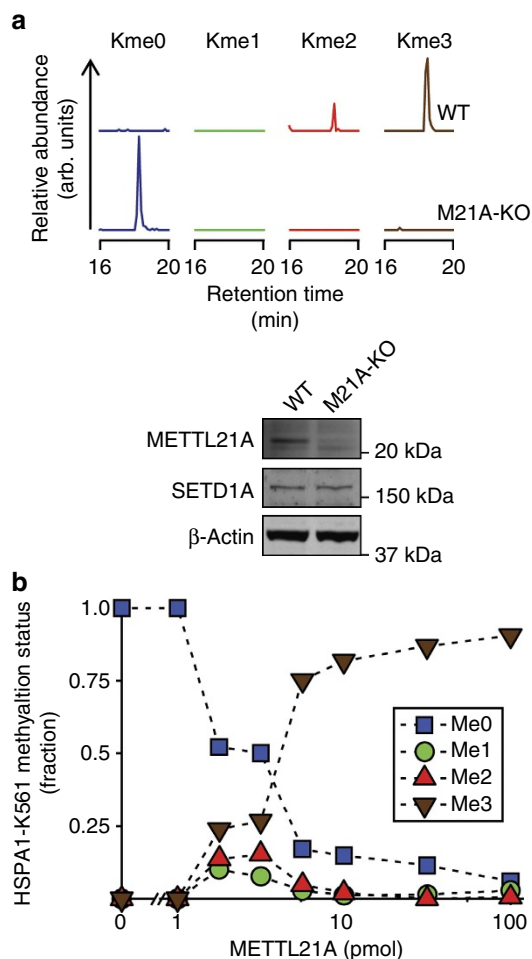 a
Kme0 Kme1 Kme2 Kme3
Relative abundance
(arb. units)
WT
M21A-KO
16 20 16 20 16 20 16 20
Retention time
(min)
WT M21A-KO
METTL21A
20 kDa
SETD1A
150 kDa
β-Actin
37 kDa
b
HSPA1-K561 methyaltion status
(fraction)
1.0
0.75
0.5
0.25
Me0
Me1
Me2
Me3
0 1 10 100
METTL21A (pmol)